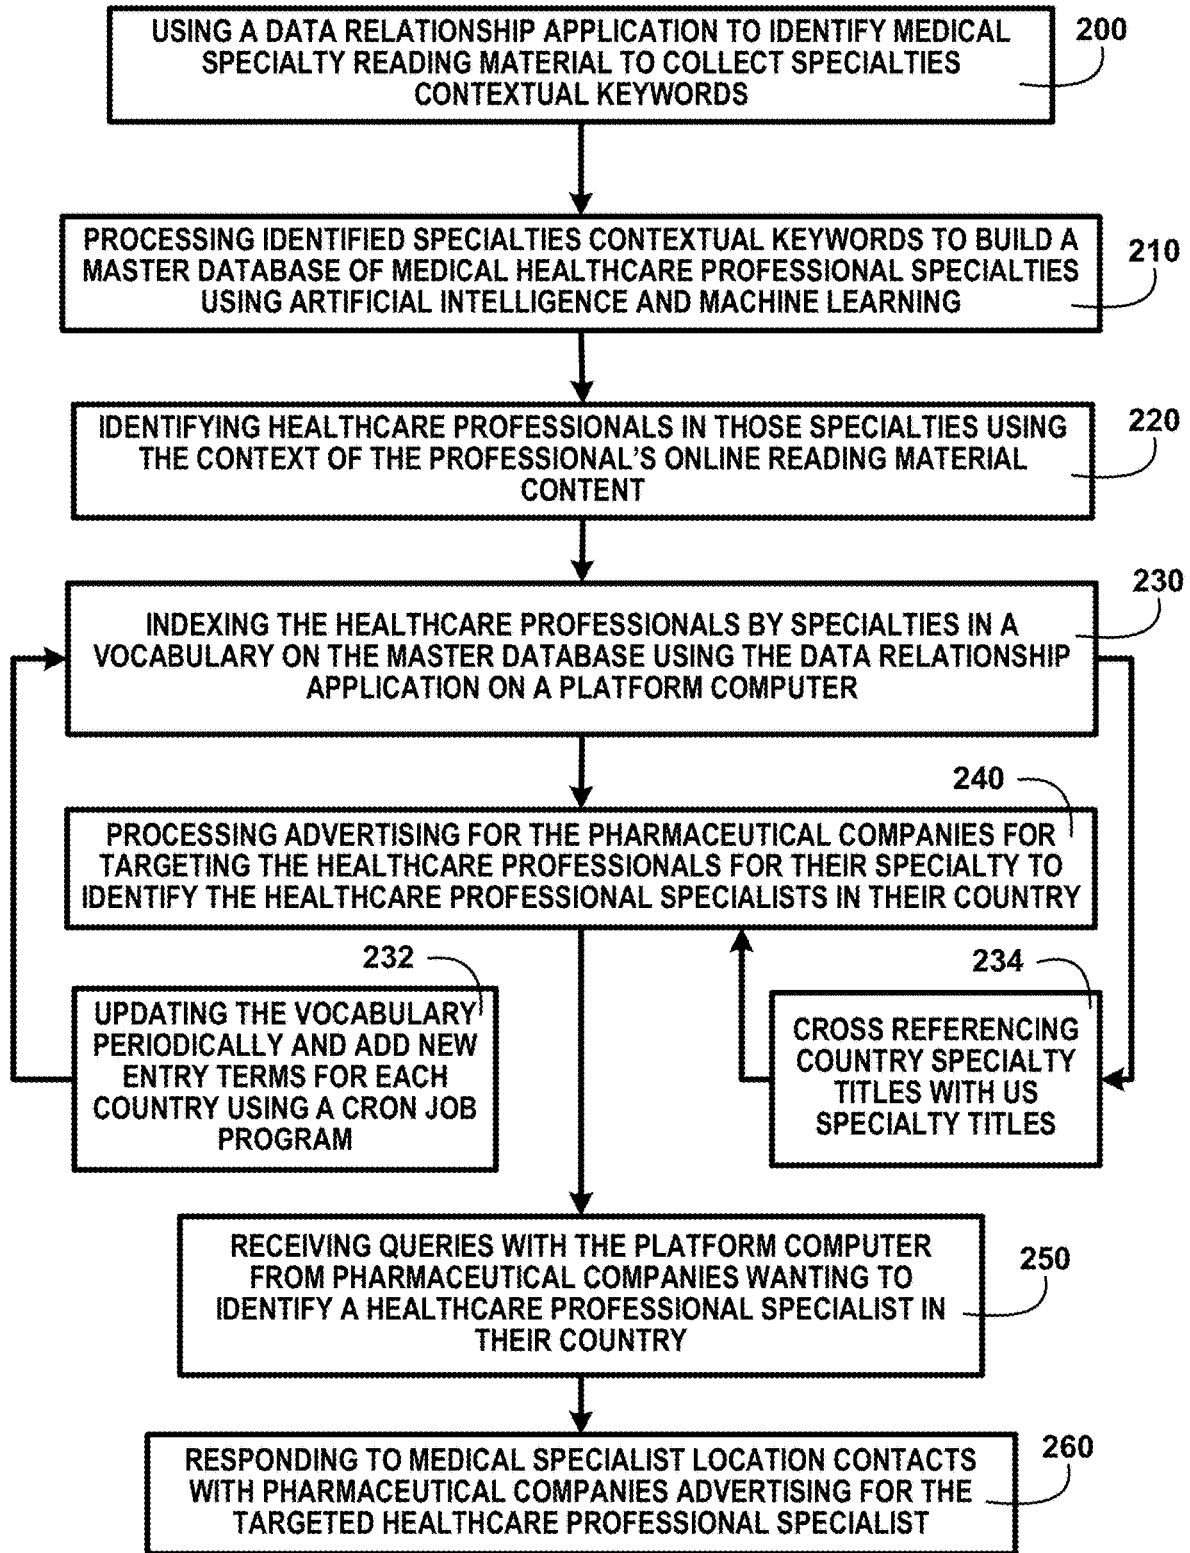 USING A DATA RELATIONSHIP APPLICATION TO IDENTIFY MEDICAL
SPECIALTY READING MATERIAL TO COLLECT SPECIALTIES
CONTEXTUAL KEYWORDS
200
PROCESSING IDENTIFIED SPECIALTIES CONTEXTUAL KEYWORDS TO BUILD A
MASTER DATABASE OF MEDICAL HEALTHCARE PROFESSIONAL SPECIALTIES
USING ARTIFICIAL INTELLIGENCE AND MACHINE LEARNING
210
IDENTIFYING HEALTHCARE PROFESSIONALS IN THOSE SPECIALTIES USING
THE CONTEXT OF THE PROFESSIONAL'S ONLINE READING MATERIAL
CONTENT
220
INDEXING THE HEALTHCARE PROFESSIONALS BY SPECIALTIES IN A
VOCABULARY ON THE MASTER DATABASE USING THE DATA RELATIONSHIP
APPLICATION ON A PLATFORM COMPUTER
230
240
PROCESSING ADVERTISING FOR THE PHARMACEUTICAL COMPANIES FOR
TARGETING THE HEALTHCARE PROFESSIONALS FOR THEIR SPECIALTY TO
IDENTIFY THE HEALTHCARE PROFESSIONAL SPECIALISTS IN THEIR COUNTRY
232
UPDATING THE VOCABULARY
PERIODICALLY AND ADD NEW
ENTRY TERMS FOR EACH
COUNTRY USING A CRON JOB
PROGRAM
234
CROSS REFERENCING
COUNTRY SPECIALTY
TITLES WITH US
SPECIALTY TITLES
RECEIVING QUERIES WITH THE PLATFORM COMPUTER
FROM PHARMACEUTICAL COMPANIES WANTING TO
IDENTIFY A HEALTHCARE PROFESSIONAL SPECIALIST IN
THEIR COUNTRY
250
RESPONDING TO MEDICAL SPECIALIST LOCATION CONTACTS
WITH PHARMACEUTICAL COMPANIES ADVERTISING FOR THE
TARGETED HEALTHCARE PROFESSIONAL SPECIALIST
260